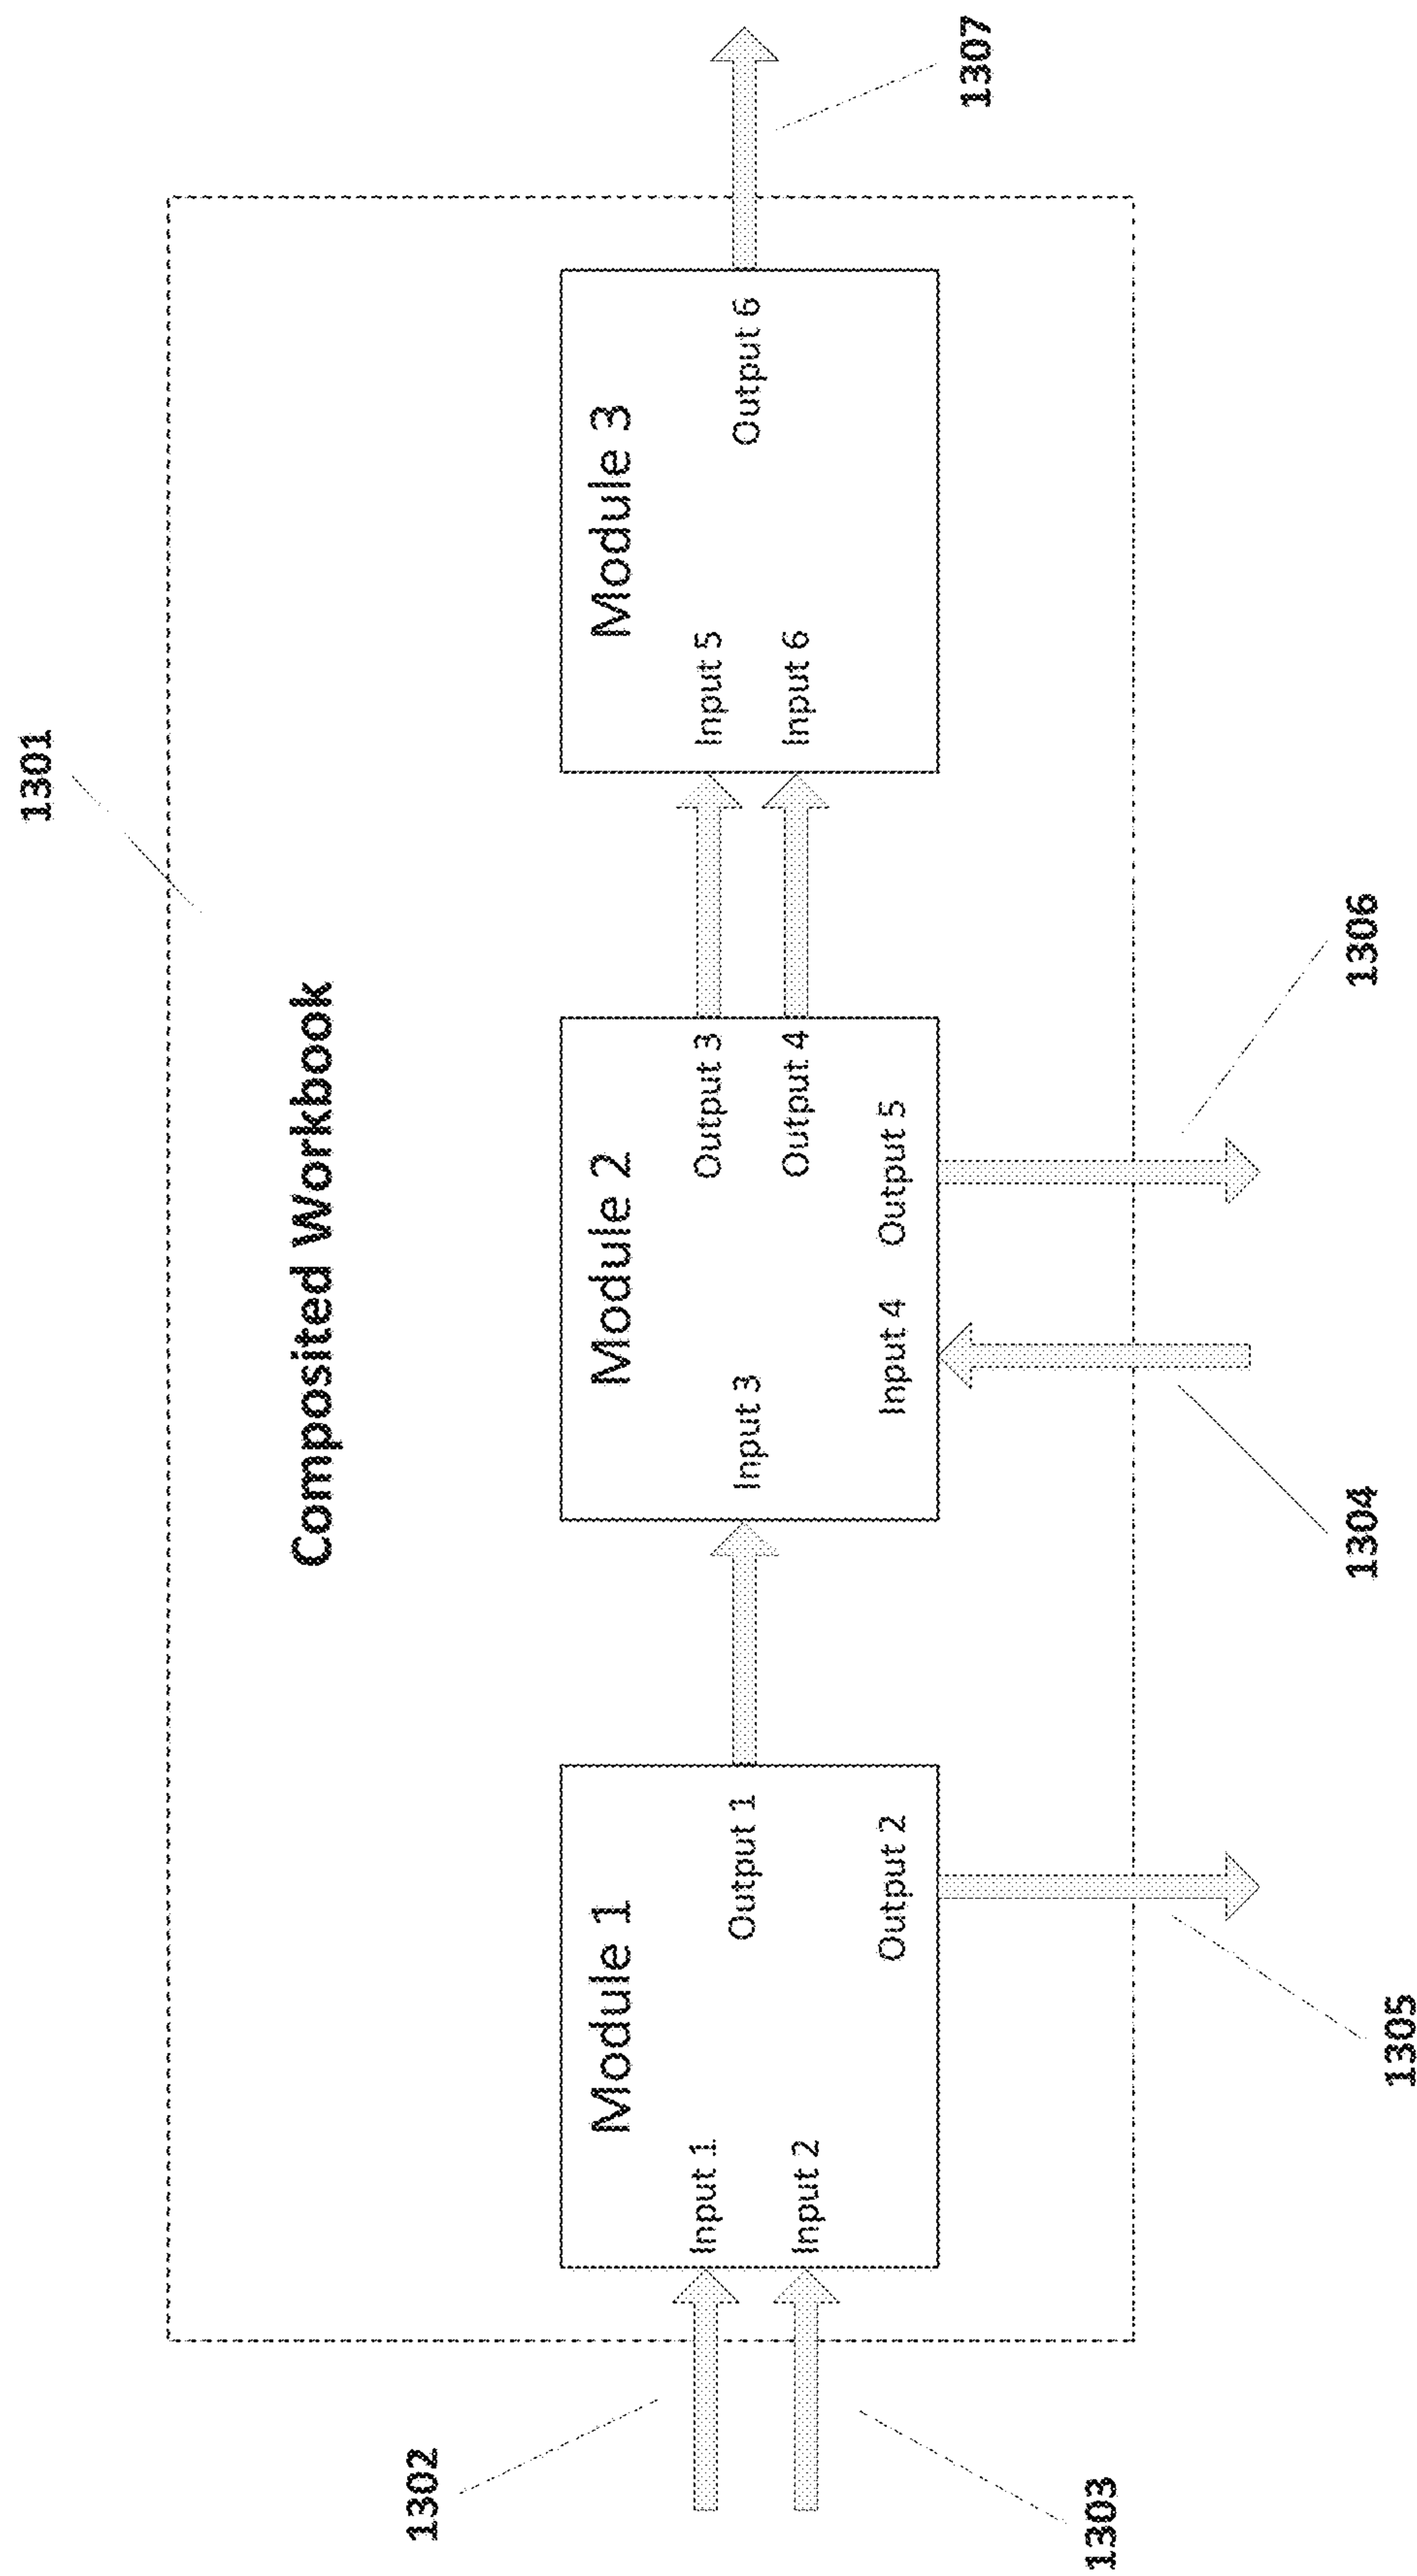 1301
Composited Workbook
Module 1
Input 1
Input 2
Output 1
Output 2
Module 2
Input 3
Input 4
Output 3
Output 4
Output 5
Module 3
Input 5
Input 6
Output 6
1302
1303
1305
1304
1306
1307